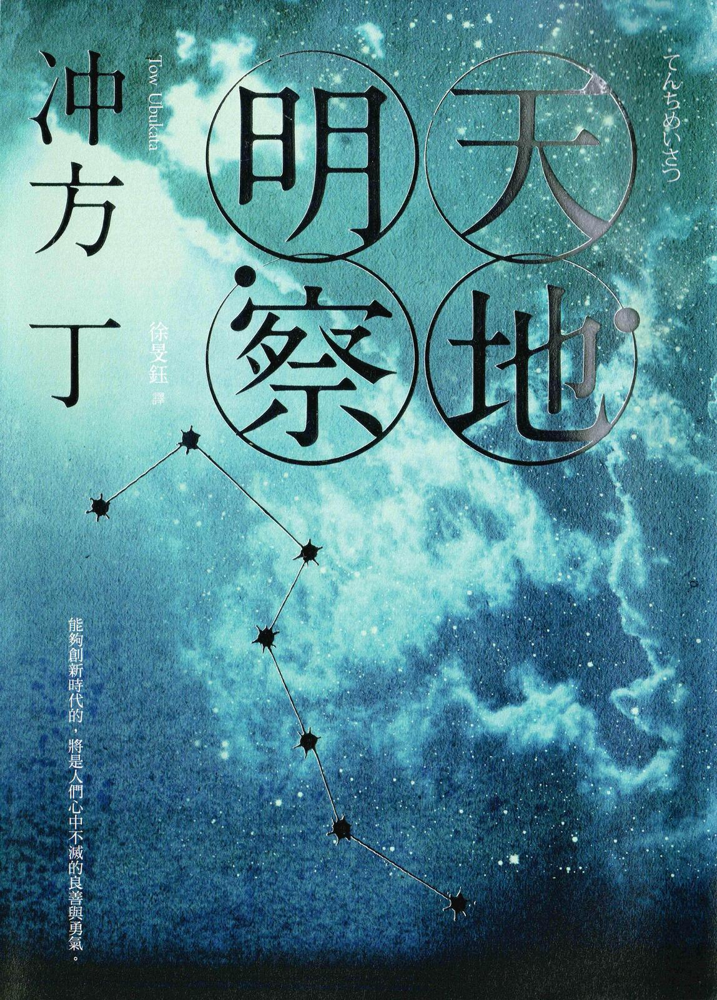 てんちめいさつ
天地
明察
Tow Ubukata
徐旻鈺 譯
冲方 丁
能夠創新時代的，將是人們心中不滅的良善與勇氣。